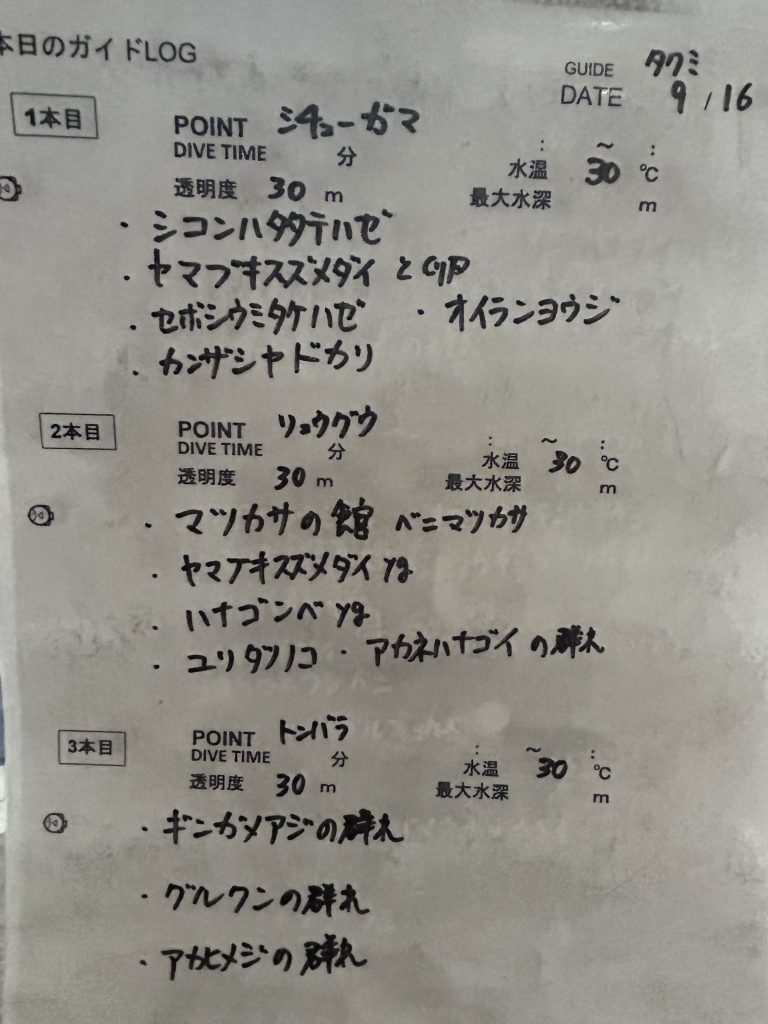 本日のガイドLOG
GUIDE タクミ
DATE 9 / 16
1本目 POINT シチューガマ
DIVE TIME 分 : ～ :
透明度 30 m 水温 30 ℃
最大水深 m
・シコンハタタテハゼ
・ヤマブキスズメダイ と卵
・セボシウミタケハゼ ・オイランヨウジ
・カンザシヤドカリ
2本目 POINT リュウグウ
DIVE TIME 分 : ～ :
透明度 30 m 水温 30 ℃
最大水深 m
・マツカサの館 ベニマツカサ
・ヤマブキスズメダイ yg
・ハナゴンベ yg
・ユリタツノコ ・アカネハナゴイの群れ
3本目 POINT トンバラ
DIVE TIME 分 : ～ :
透明度 30 m 水温 30 ℃
最大水深 m
・ギンガメアジの群れ
・グルクンの群れ
・アカヒメジの群れ